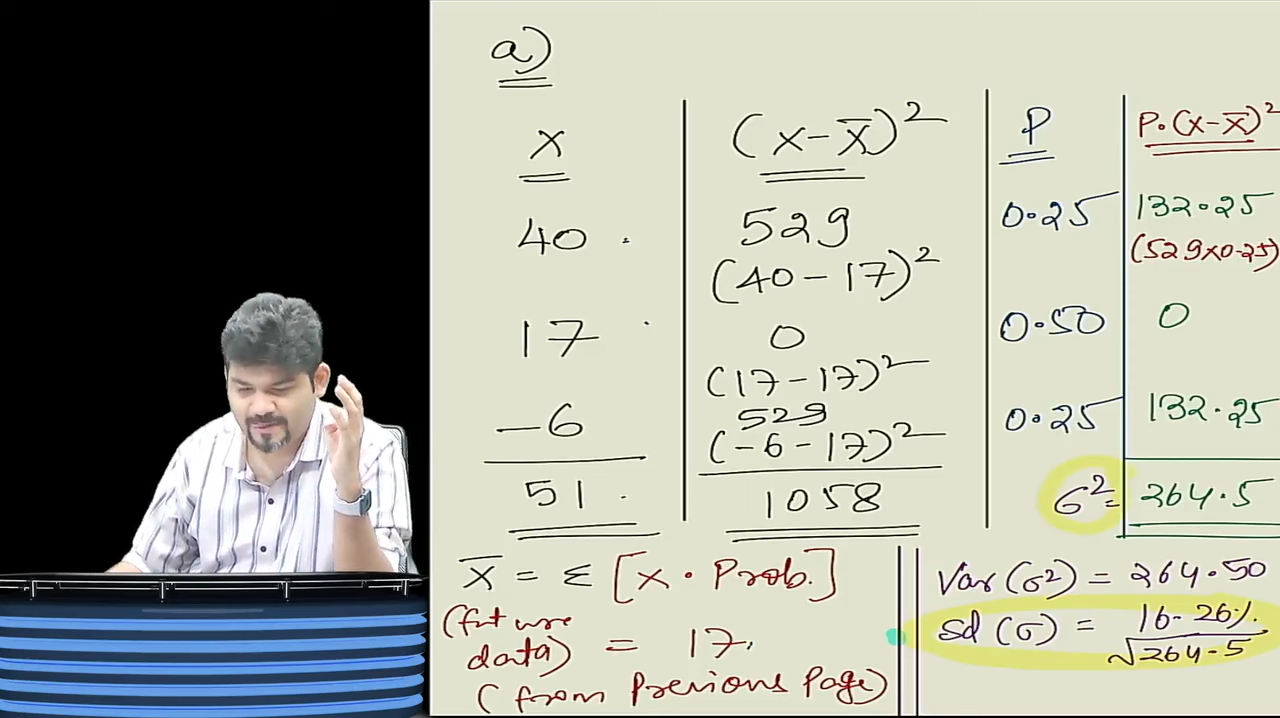 a)
x | (x-x̄)² | P | P.(x-x̄)²
40 | 529 | 0.25 | 132.25
(40-17)² | (529x0.25)
17 | 0 | 0.50 | 0
(17-17)²
-6 | 529 | 0.25 | 132.25
(-6-17)²
51 | 1058 | σ²= | 264.5
x̄ = Σ [x . Prob.]
(future
data) = 17.
(from Previous Page)
Var(σ²) = 264.50
sd (σ) = 16.26%
√264.5